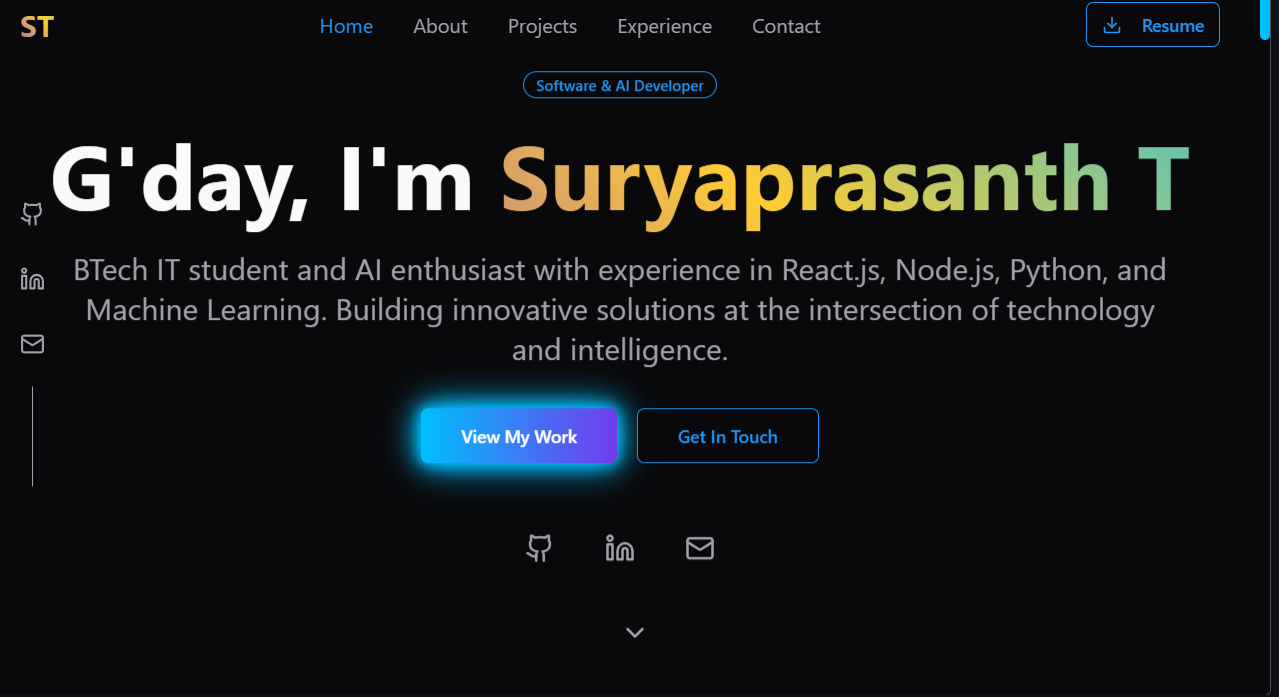 ST
Home
About
Projects
Experience
Contact
Resume
Software & AI Developer
G'day, I'm Suryaprasanth T
BTech IT student and AI enthusiast with experience in React.js, Node.js, Python, and
Machine Learning. Building innovative solutions at the intersection of technology
and intelligence.
View My Work
Get In Touch